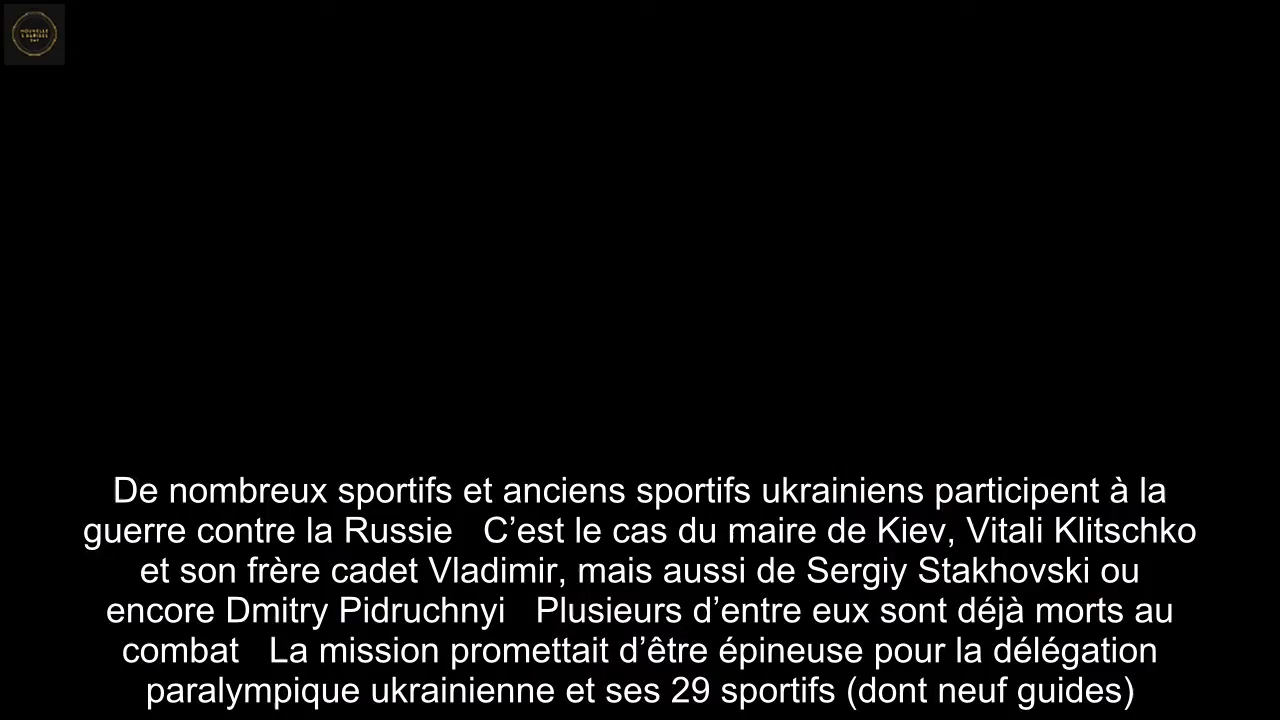 De nombreux sportifs et anciens sportifs ukrainiens participent à la
guerre contre la Russie   C’est le cas du maire de Kiev, Vitali Klitschko
et son frère cadet Vladimir, mais aussi de Sergiy Stakhovski ou
encore Dmitry Pidruchnyi   Plusieurs d’entre eux sont déjà morts au
combat   La mission promettait d’être épineuse pour la délégation
paralympique ukrainienne et ses 29 sportifs (dont neuf guides)